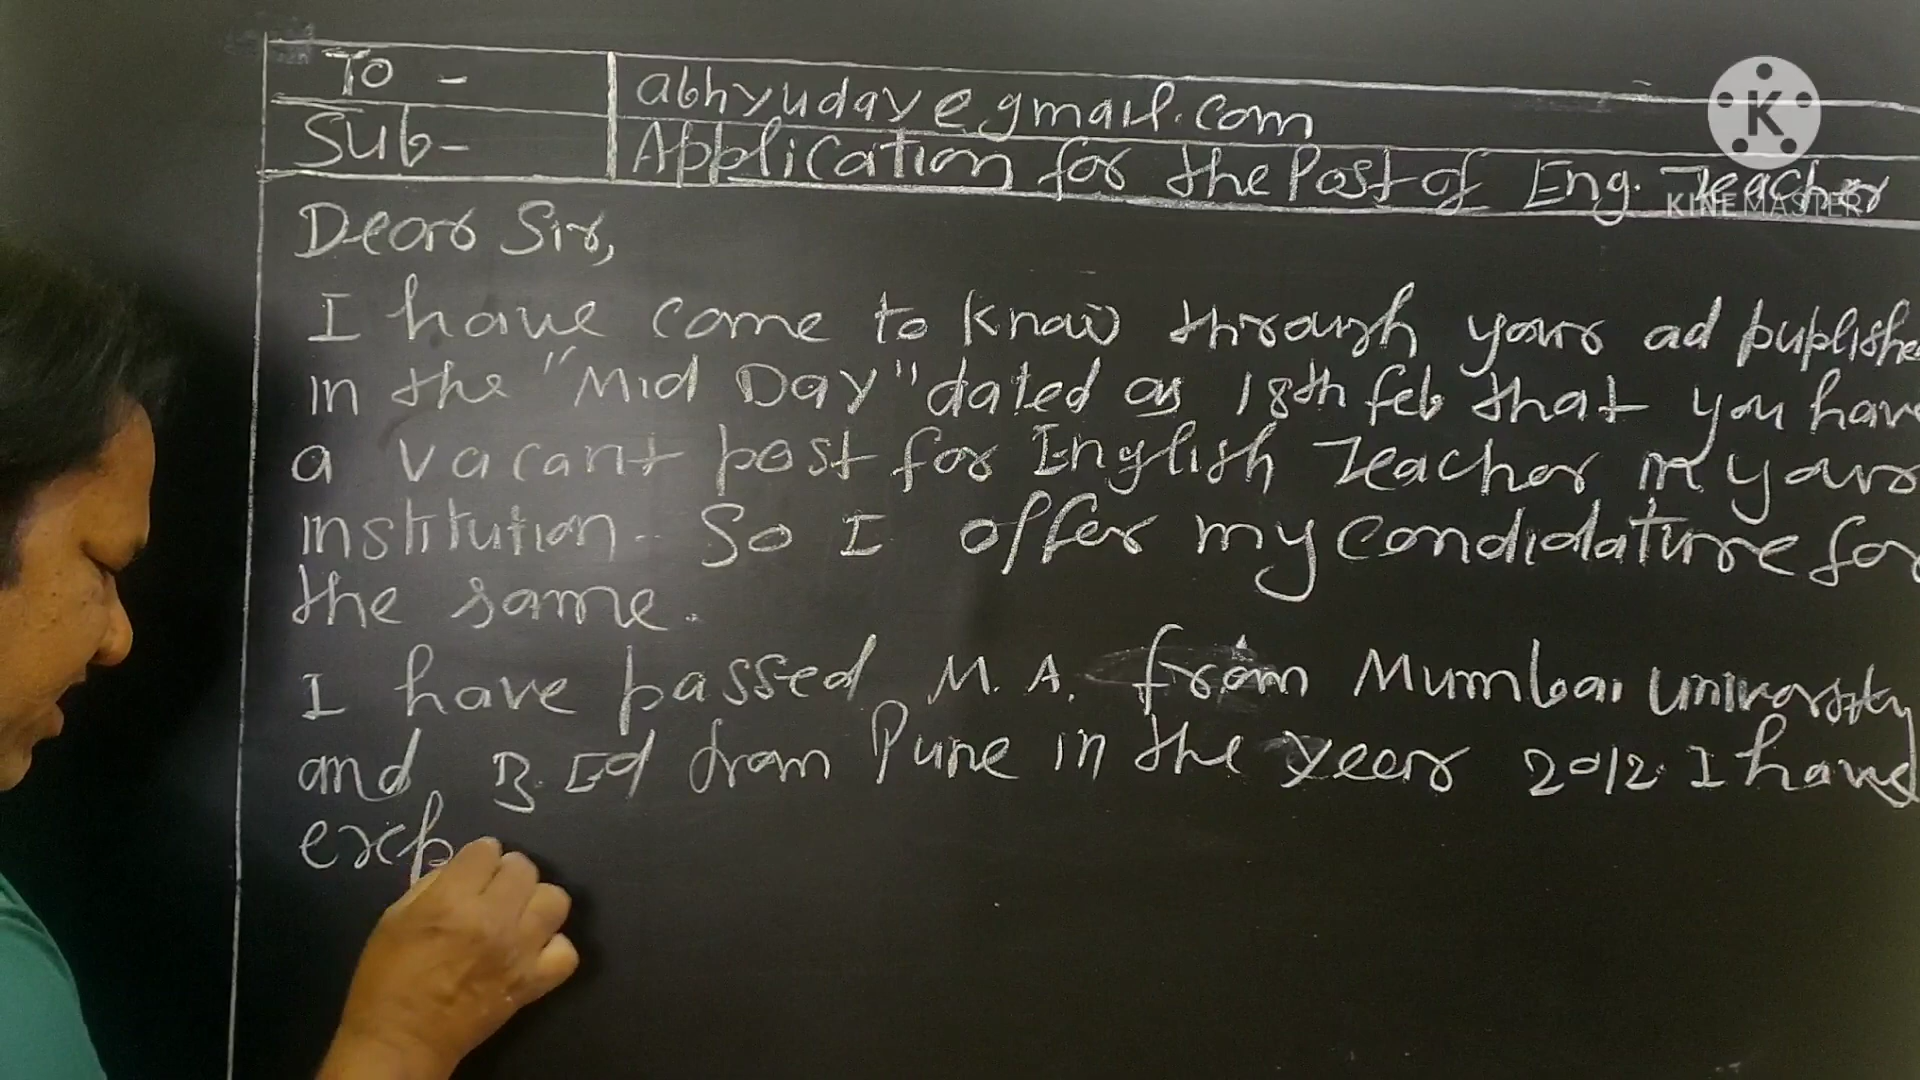 To -
abhyuday@gmail.com
Sub-
Application for the Post of Eng. Teacher
KINEMASTER
Dear Sir,
I have come to know through your ad puplishe
in the "Mid Day" dated as 18th feb that you have
a vacant post for English Teacher in your
institution. So I offer my condidature for
the same.
I have passed M.A. from Mumbai University
and B.Ed from Pune in the year 2012. I have
exp